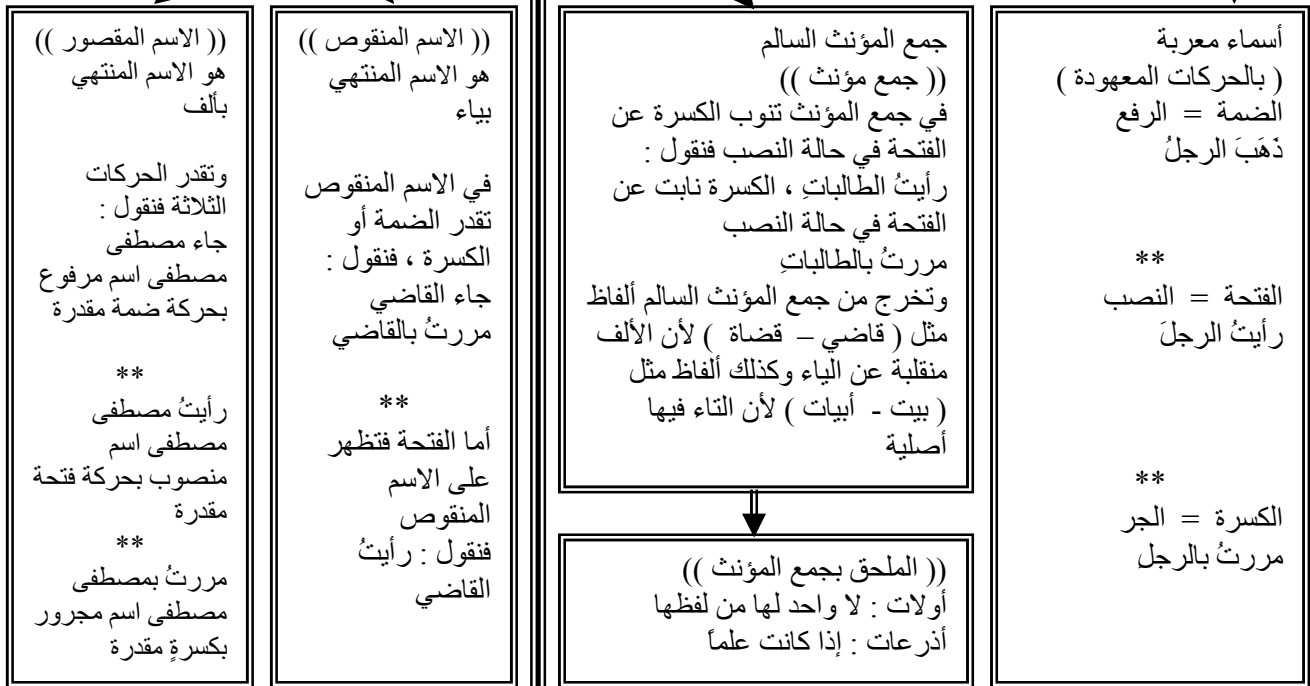 أسماء معربة
( بالحركات المعهودة )
الضمة = الرفع
ذَهَبَ الرجلُ
**
الفتحة = النصب
رأيتُ الرجلَ
**
الكسرة = الجر
مررتُ بالرجلِ
جمع المؤنث السالم
(( جمع مؤنث ))
في جمع المؤنث تنوب الكسرة عن
الفتحة في حالة النصب فنقول :
رأيتُ الطالباتِ ، الكسرة نابت عن
الفتحة في حالة النصب
مررتُ بالطالباتِ
وتخرج من جمع المؤنث السالم ألفاظ
مثل ( قاضي – قضاة ) لأن الألف
منقلبة عن الياء وكذلك ألفاظ مثل
( بيت - أبيات ) لأن التاء فيها
أصلية
(( الملحق بجمع المؤنث ))
أولات : لا واحد لها من لفظها
أذرعات : إذا كانت علماً
(( الاسم المنقوص ))
هو الاسم المنتهي
بياء
في الاسم المنقوص
تقدر الضمة أو
الكسرة ، فنقول :
جاء القاضي
مررتُ بالقاضي
**
أما الفتحة فتظهر
على الاسم
المنقوص
فنقول : رأيتُ
القاضي
(( الاسم المقصور ))
هو الاسم المنتهي
بألف
وتقدر الحركات
الثلاثة فنقول :
جاء مصطفى
مصطفى اسم مرفوع
بحركة ضمة مقدرة
**
رأيتُ مصطفى
مصطفى اسم
منصوب بحركة فتحة
مقدرة
**
مررتُ بمصطفى
مصطفى اسم مجرور
بكسرةٍ مقدرة